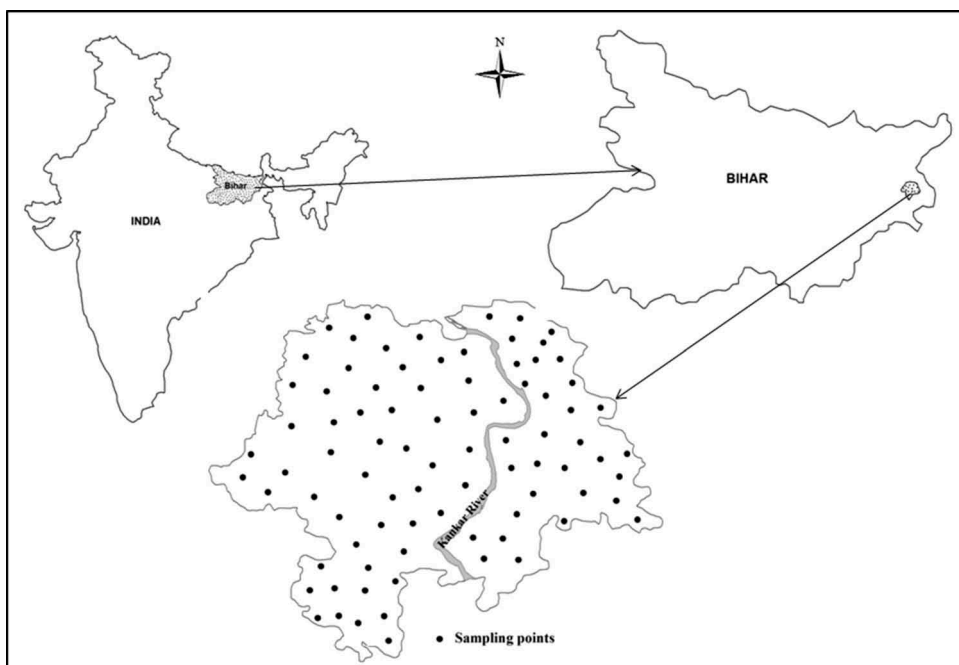 N
Bihar
INDIA
BIHAR
Kankar River
Sampling points